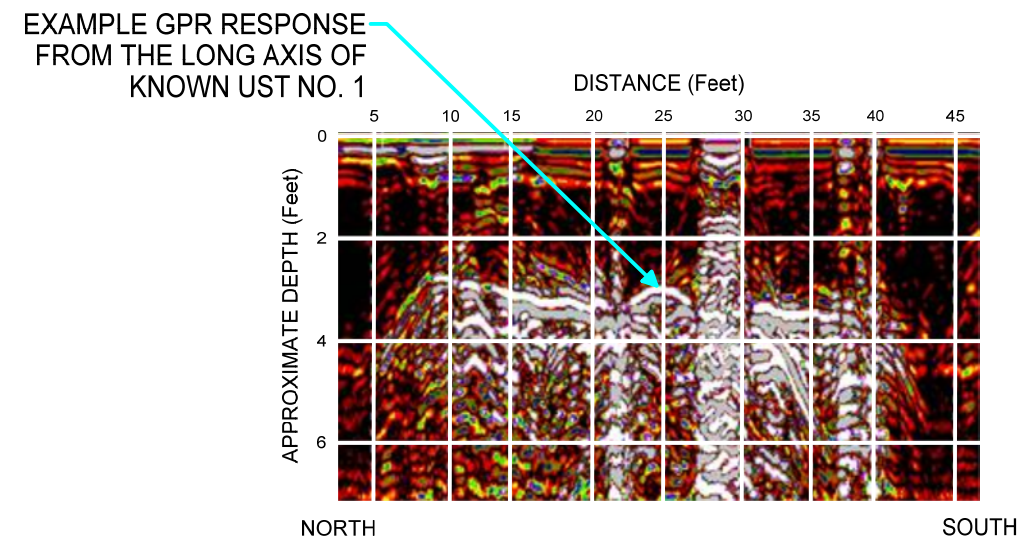 EXAMPLE GPR RESPONSE
FROM THE LONG AXIS OF
KNOWN UST NO. 1
DISTANCE (Feet)
5 10 15 20 25 30 35 40 45
0
2
4
6
APPROXIMATE DEPTH (Feet)
NORTH
SOUTH